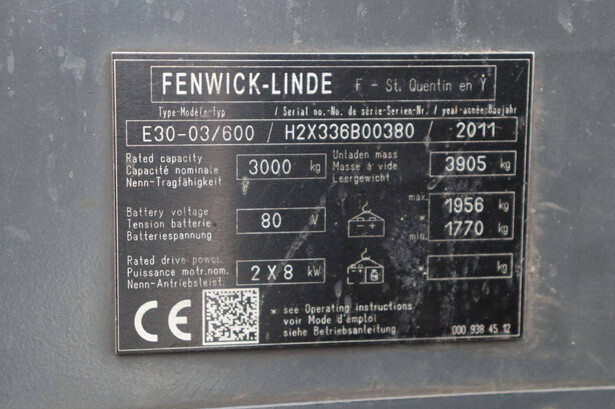 FENWICK-LINDE F - St. Quentin en Y
Type-Modèle-Typ / Serial no.-No. de série-Serien-Nr. / year-année-Baujahr
E30-03/600 / H2X336B00380 / 2011
Rated capacity
Capacité nominale
Nenn-Tragfähigkeit
3000 kg
Unladen mass
Masse à vide
Leergewicht
3905 kg
Battery voltage
Tension batterie
Batteriespannung
80 V
- +
max. 1956 kg
*
min. 1770 kg
Rated drive power
Puissance motr.nom.
Nenn-Antriebsleist.
2 X 8 kW
kg
CE
* see Operating instructions
voir Mode d'emploi
siehe Betriebsanleitung
000 938 45 12